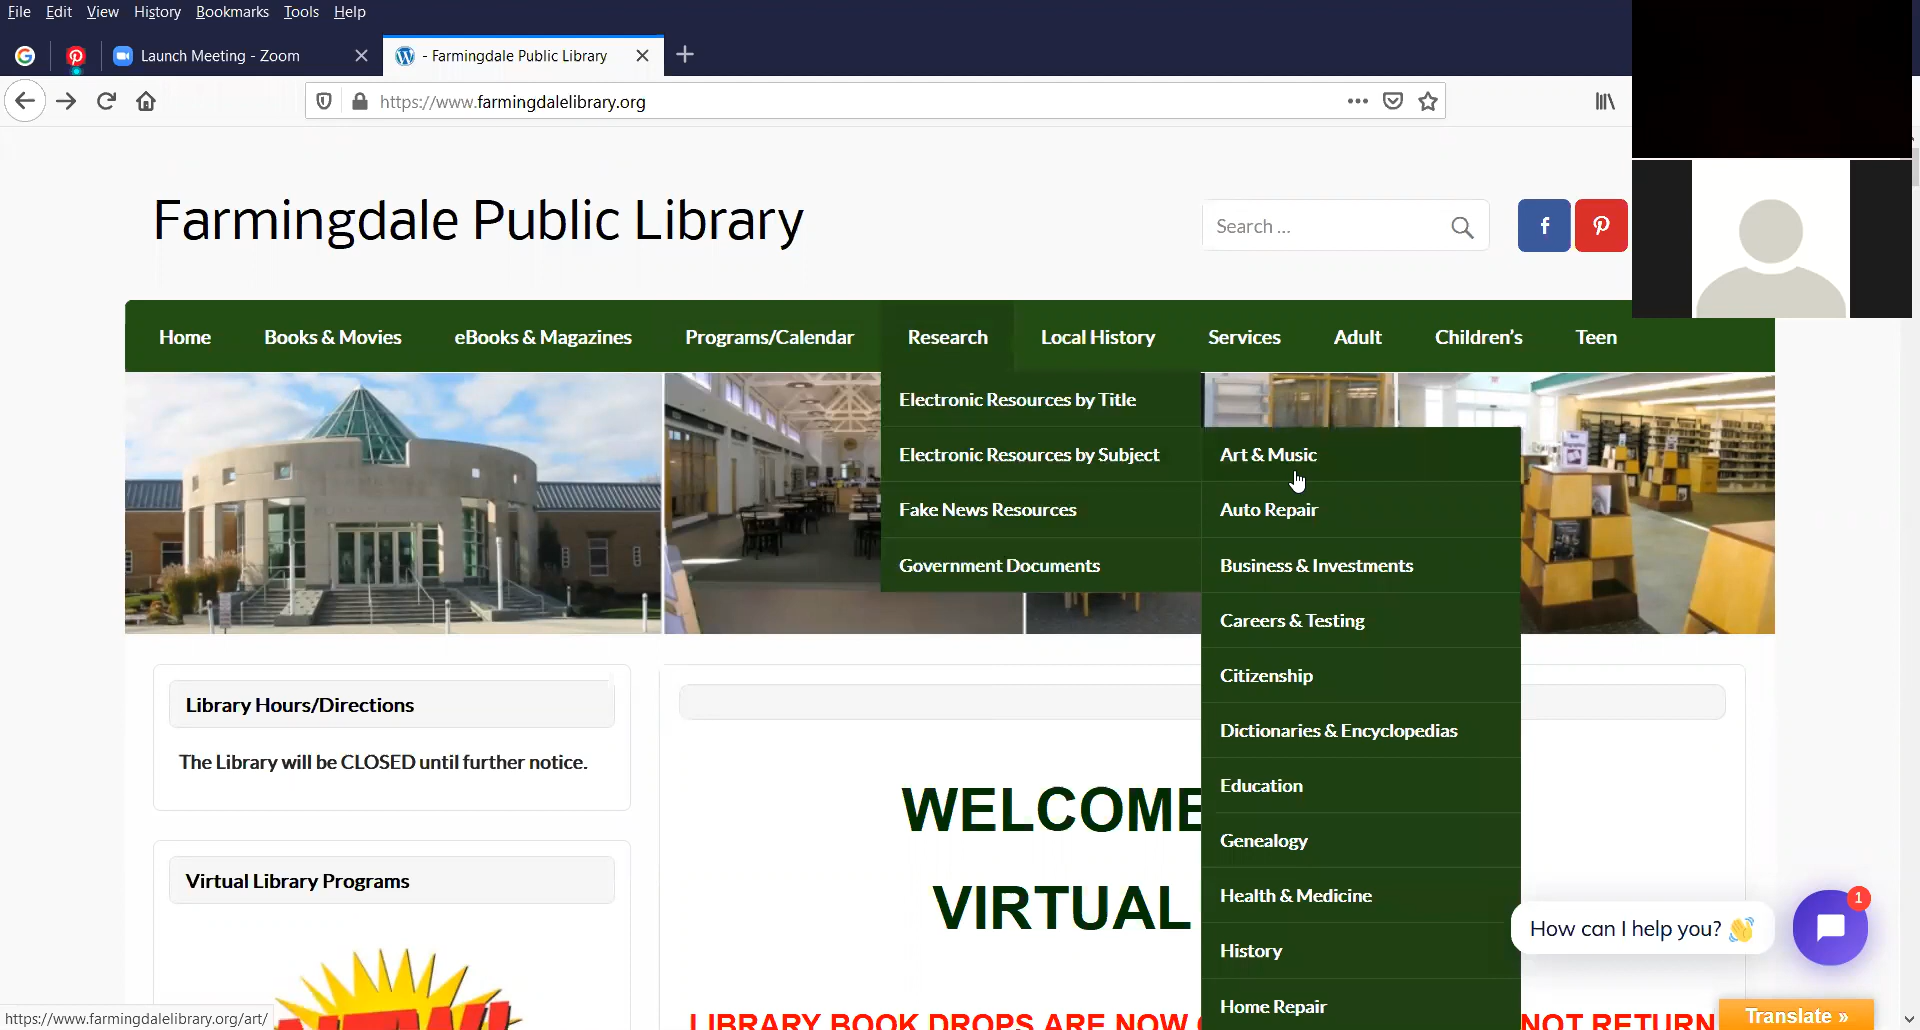 File Edit View History Bookmarks Tools Help
Launch Meeting - Zoom
- Farmingdale Public Library
https://www.farmingdalelibrary.org
Farmingdale Public Library
Search ...
Home Books & Movies eBooks & Magazines Programs/Calendar Research Local History Services Adult Children's Teen
Electronic Resources by Title
Electronic Resources by Subject
Fake News Resources
Government Documents
Art & Music
Auto Repair
Business & Investments
Careers & Testing
Citizenship
Dictionaries & Encyclopedias
Education
Genealogy
Health & Medicine
History
Home Repair
Library Hours/Directions
The Library will be CLOSED until further notice.
Virtual Library Programs
WELCOME
VIRTUAL
LIBRARY BOOK DROPS ARE NOW
NOT RETURN
How can I help you? 👋
1
Translate »
https://www.farmingdalelibrary.org/art/